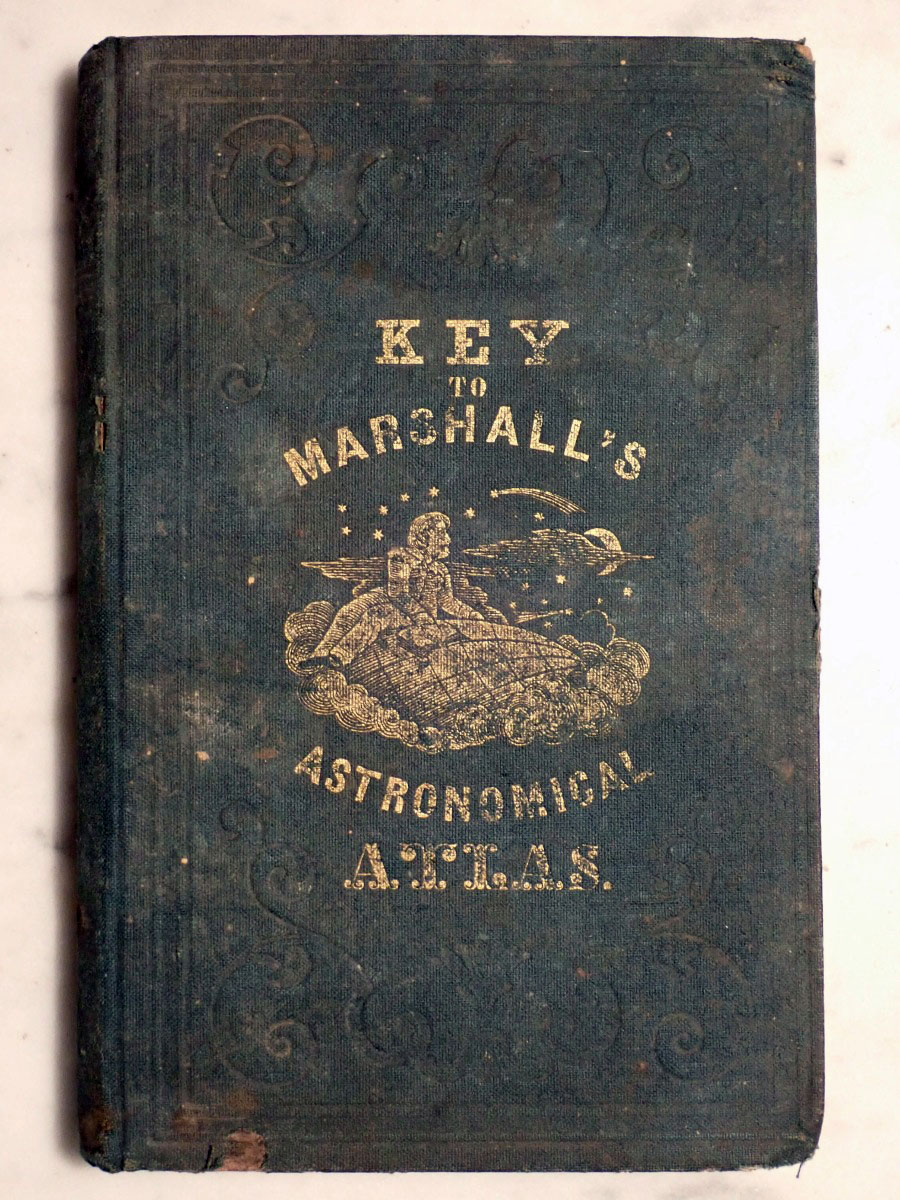 KEY
TO
MARSHALL'S
ASTRONOMICAL
ATLAS.